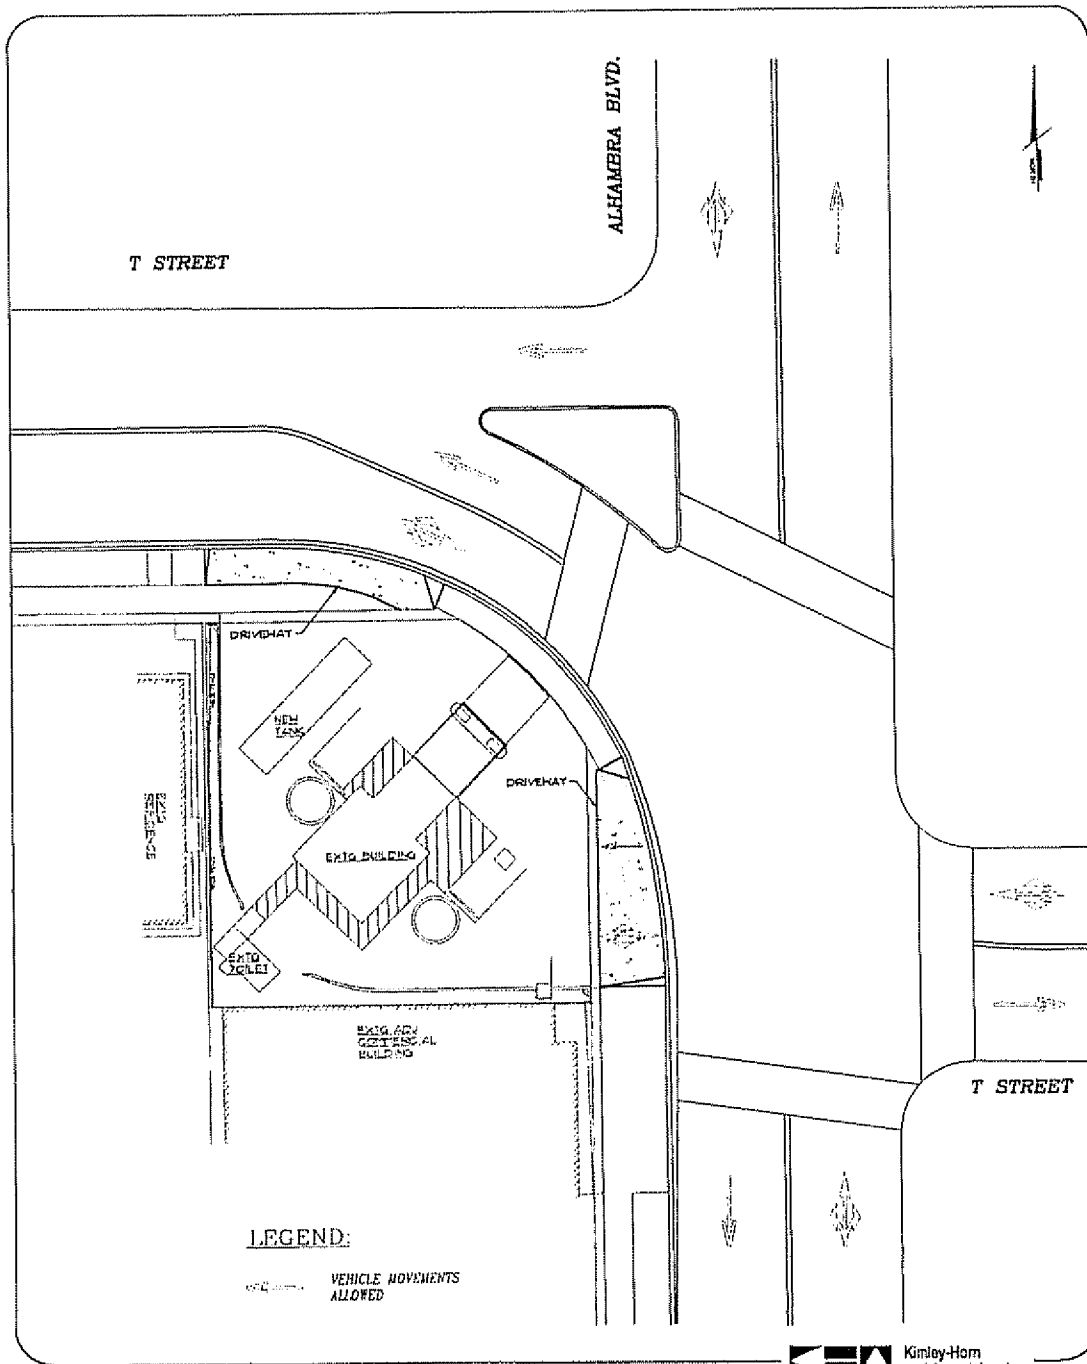 ALHAMBRA BLVD.
NORTH
T STREET
DRIVEWAY
NEW
TANK
DRIVEWAY
EXTG BUILDING
EXTG
RESIDENCE
EXTG
TOILET
EXTG ADJ
BUILDING
T STREET
LEGEND:
VEHICLE MOVEMENTS
ALLOWED
Kimley-Horn